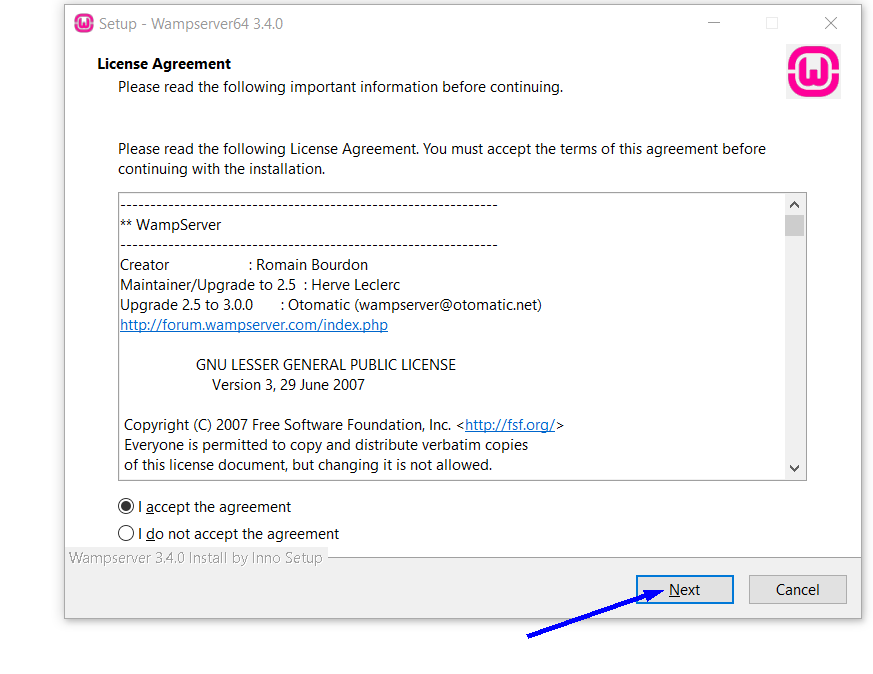 Setup - Wampserver64 3.4.0
License Agreement
Please read the following important information before continuing.
Please read the following License Agreement. You must accept the terms of this agreement before
continuing with the installation.
---------------------------------------------------------------
** WampServer
---------------------------------------------------------------
Creator : Romain Bourdon
Maintainer/Upgrade to 2.5 : Herve Leclerc
Upgrade 2.5 to 3.0.0 : Otomatic (wampserver@otomatic.net)
http://forum.wampserver.com/index.php
GNU LESSER GENERAL PUBLIC LICENSE
Version 3, 29 June 2007
Copyright (C) 2007 Free Software Foundation, Inc. <http://fsf.org/>
Everyone is permitted to copy and distribute verbatim copies
of this license document, but changing it is not allowed.
I accept the agreement
I do not accept the agreement
Wampserver 3.4.0 Install by Inno Setup
Next Cancel